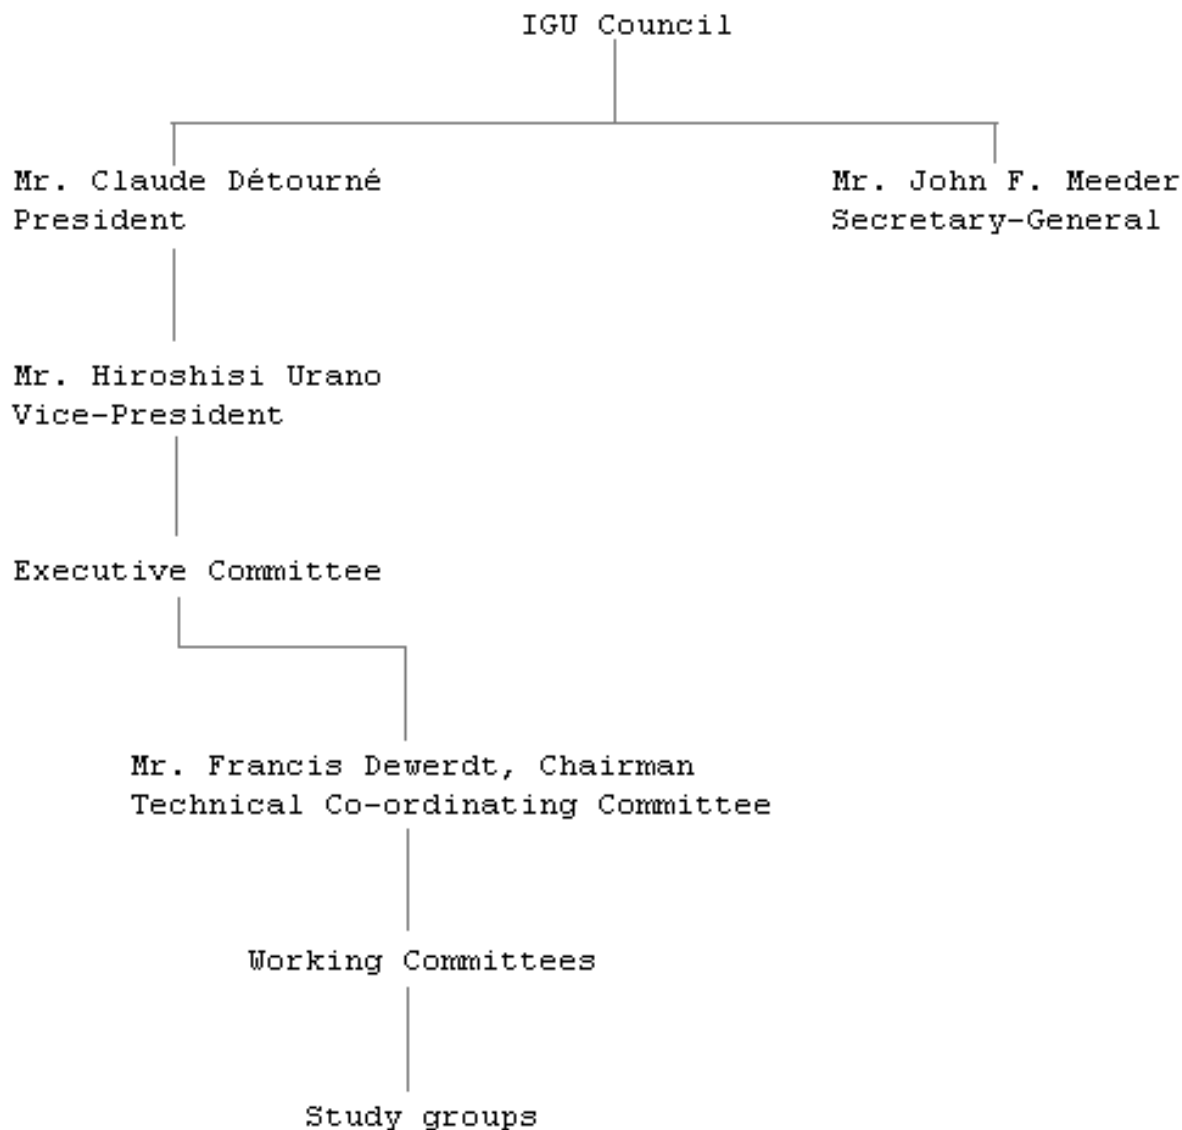 IGU Council
Mr. Claude Détourné
President
Mr. John F. Meeder
Secretary-General
Mr. Hiroshisi Urano
Vice-President
Executive Committee
Mr. Francis Dewerdt, Chairman
Technical Co-ordinating Committee
Working Committees
Study groups